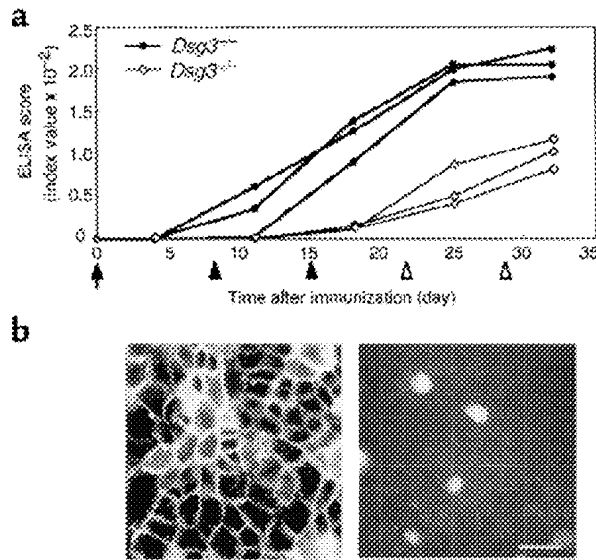 a
ELISA score
(index value x 10⁻²)
2.5
2.0
1.5
1.0
0.5
0
Dsg3
Dsg3
0 5 10 15 20 25 30 35
Time after immunization (day)
b